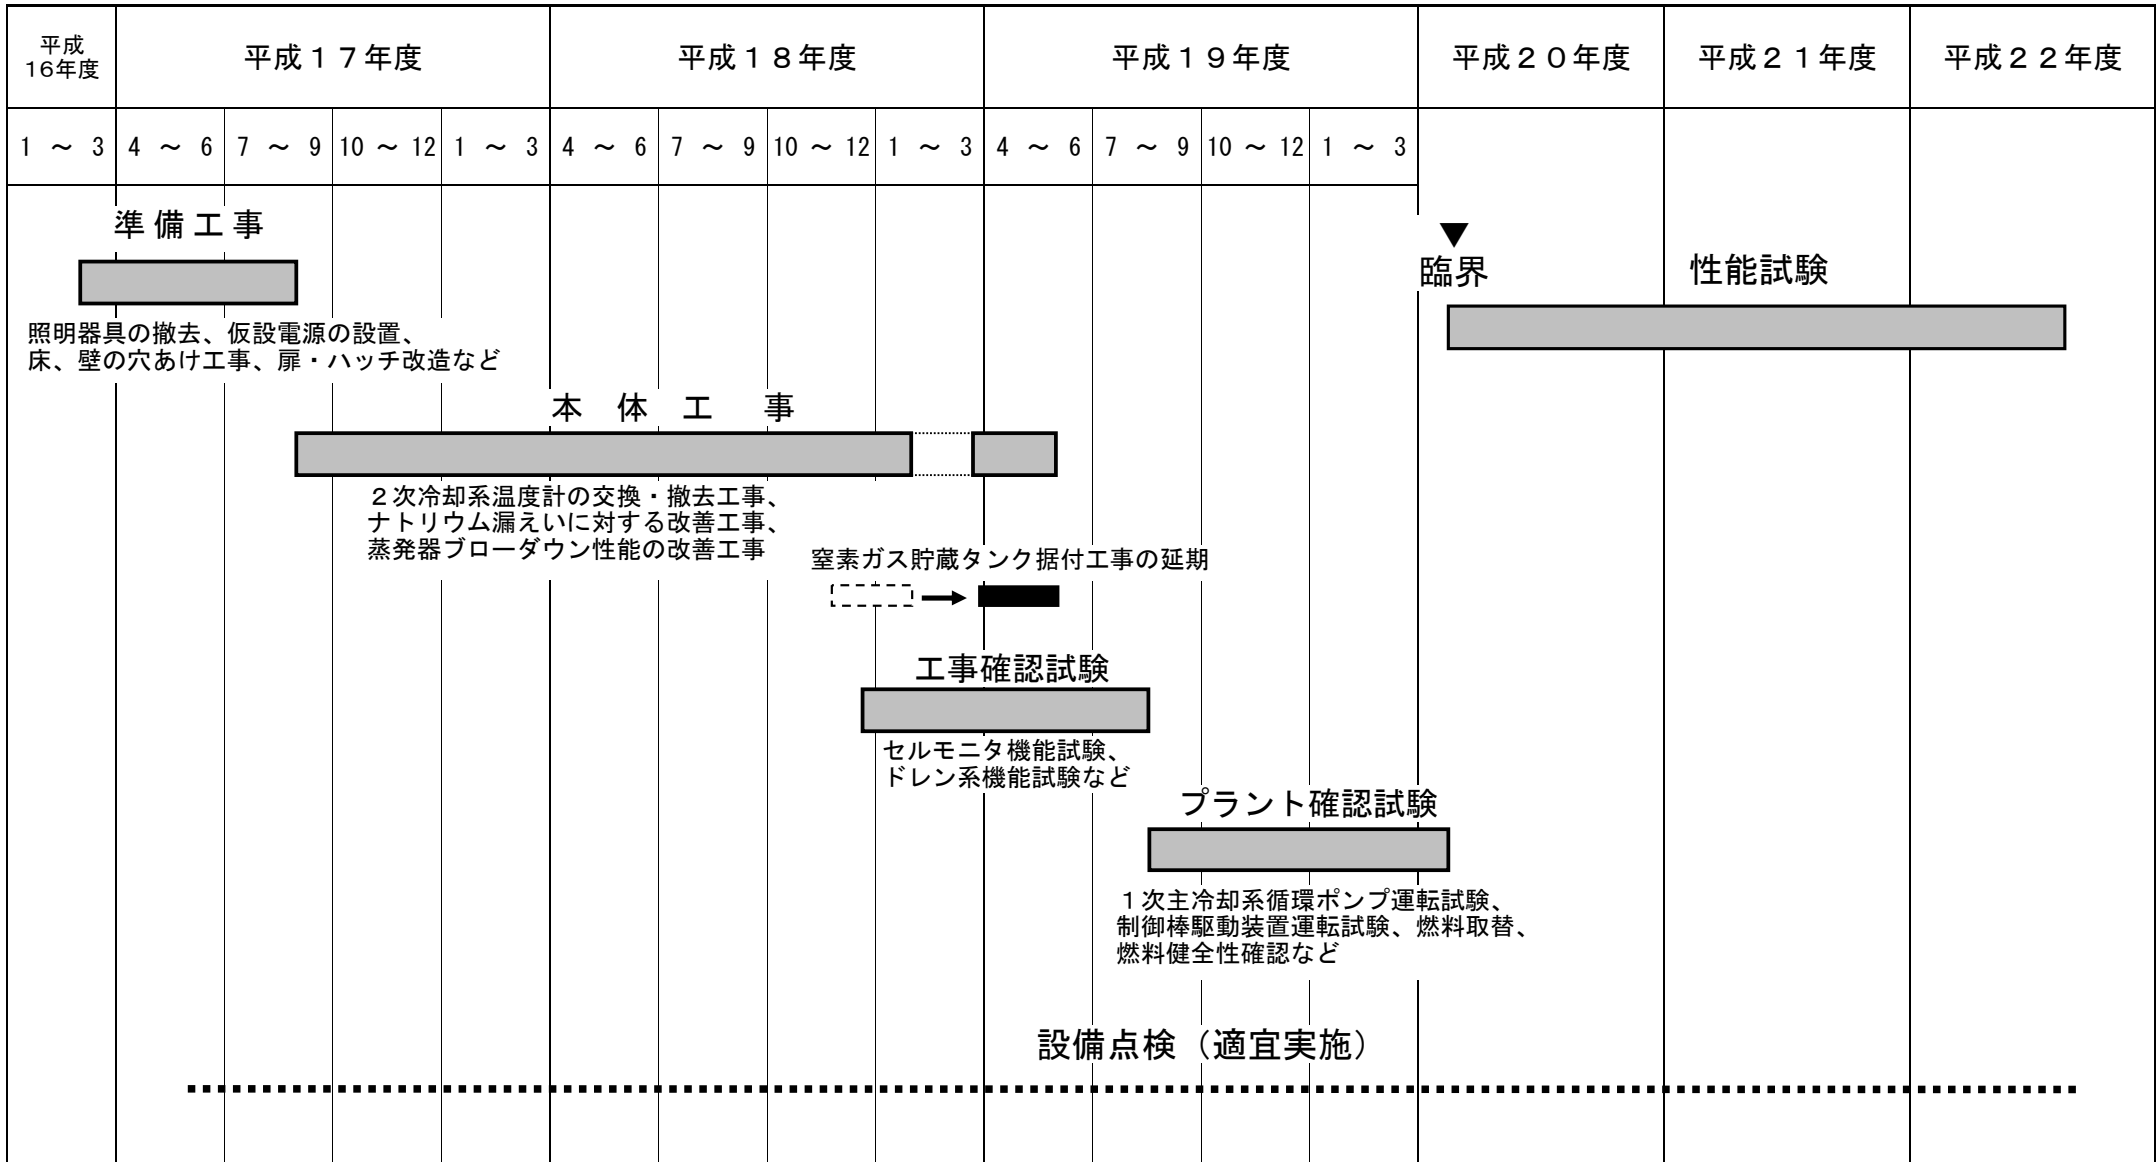 平成
16年度
平成１７年度
平成１８年度
平成１９年度
平成２０年度
平成２１年度
平成２２年度
1 ～ 3
4 ～ 6
7 ～ 9
10 ～ 12
1 ～ 3
4 ～ 6
7 ～ 9
10 ～ 12
1 ～ 3
4 ～ 6
7 ～ 9
10 ～ 12
1 ～ 3
準備工事
照明器具の撤去、仮設電源の設置、
床、壁の穴あけ工事、扉・ハッチ改造など
▼
臨界
性能試験
本体工事
２次冷却系温度計の交換・撤去工事、
ナトリウム漏えいに対する改善工事、
蒸発器ブローダウン性能の改善工事
窒素ガス貯蔵タンク据付工事の延期
工事確認試験
セルモニタ機能試験、
ドレン系機能試験など
プラント確認試験
１次主冷却系循環ポンプ運転試験、
制御棒駆動装置運転試験、燃料取替、
燃料健全性確認など
設備点検（適宜実施）